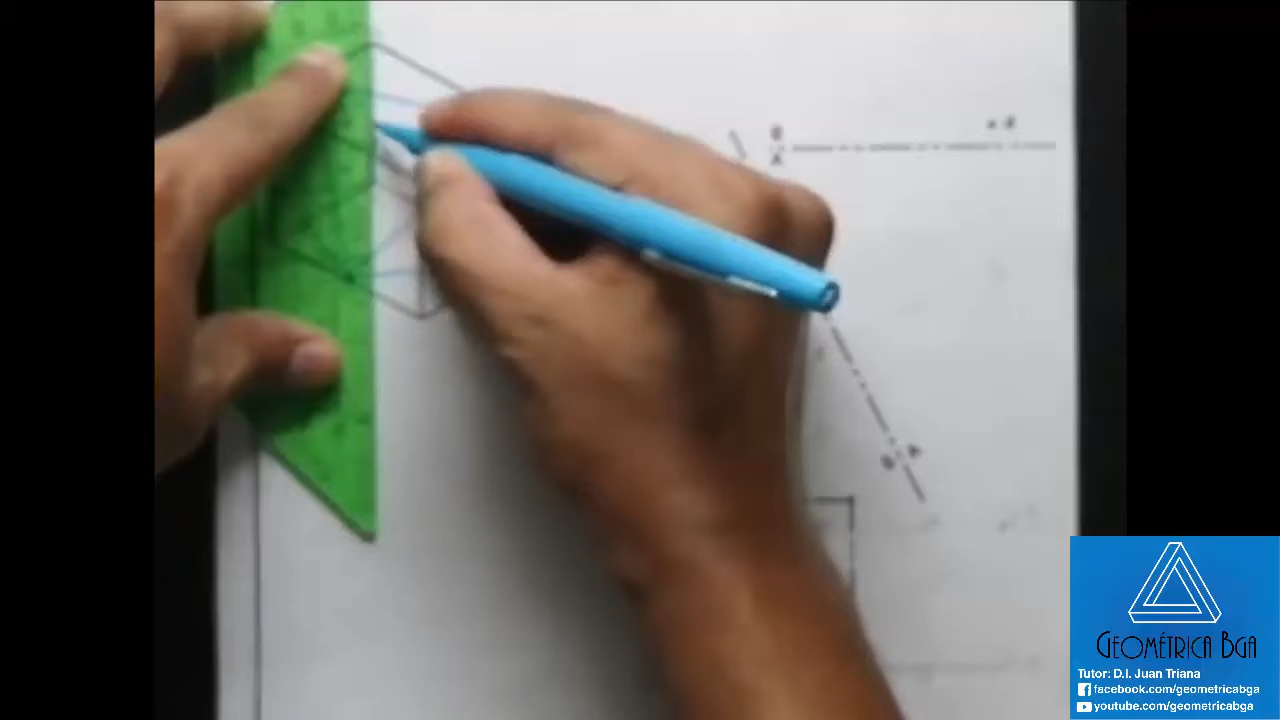 GEOMÉTRICA BGA
Tutor: D.I. Juan Triana
facebook.com/geometricabga
youtube.com/geometricabga